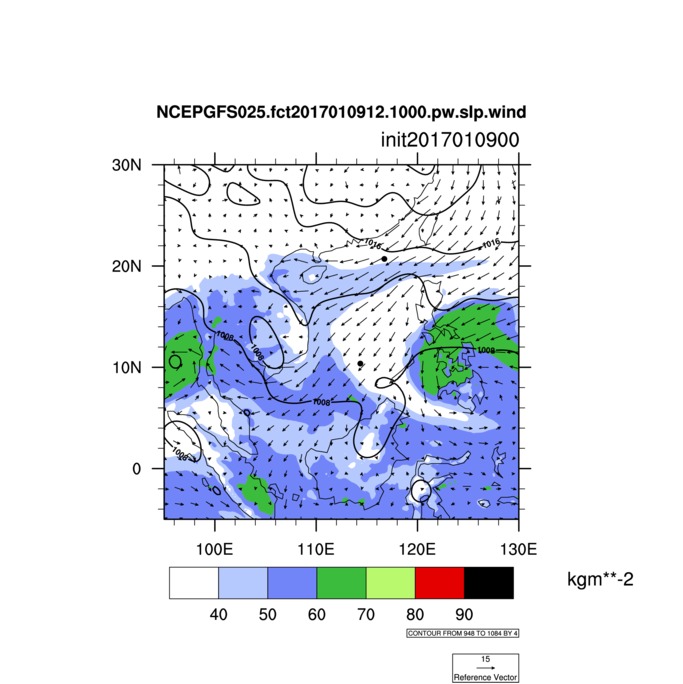 NCEPGFS025.fct2017010912.1000.pw.slp.wind
init2017010900
30N
20N
10N
0
1016
1016
1008
1008
1008
1008
1008
100E 110E 120E 130E
kgm**-2
40 50 60 70 80 90
CONTOUR FROM 948 TO 1084 BY 4
15
Reference Vector